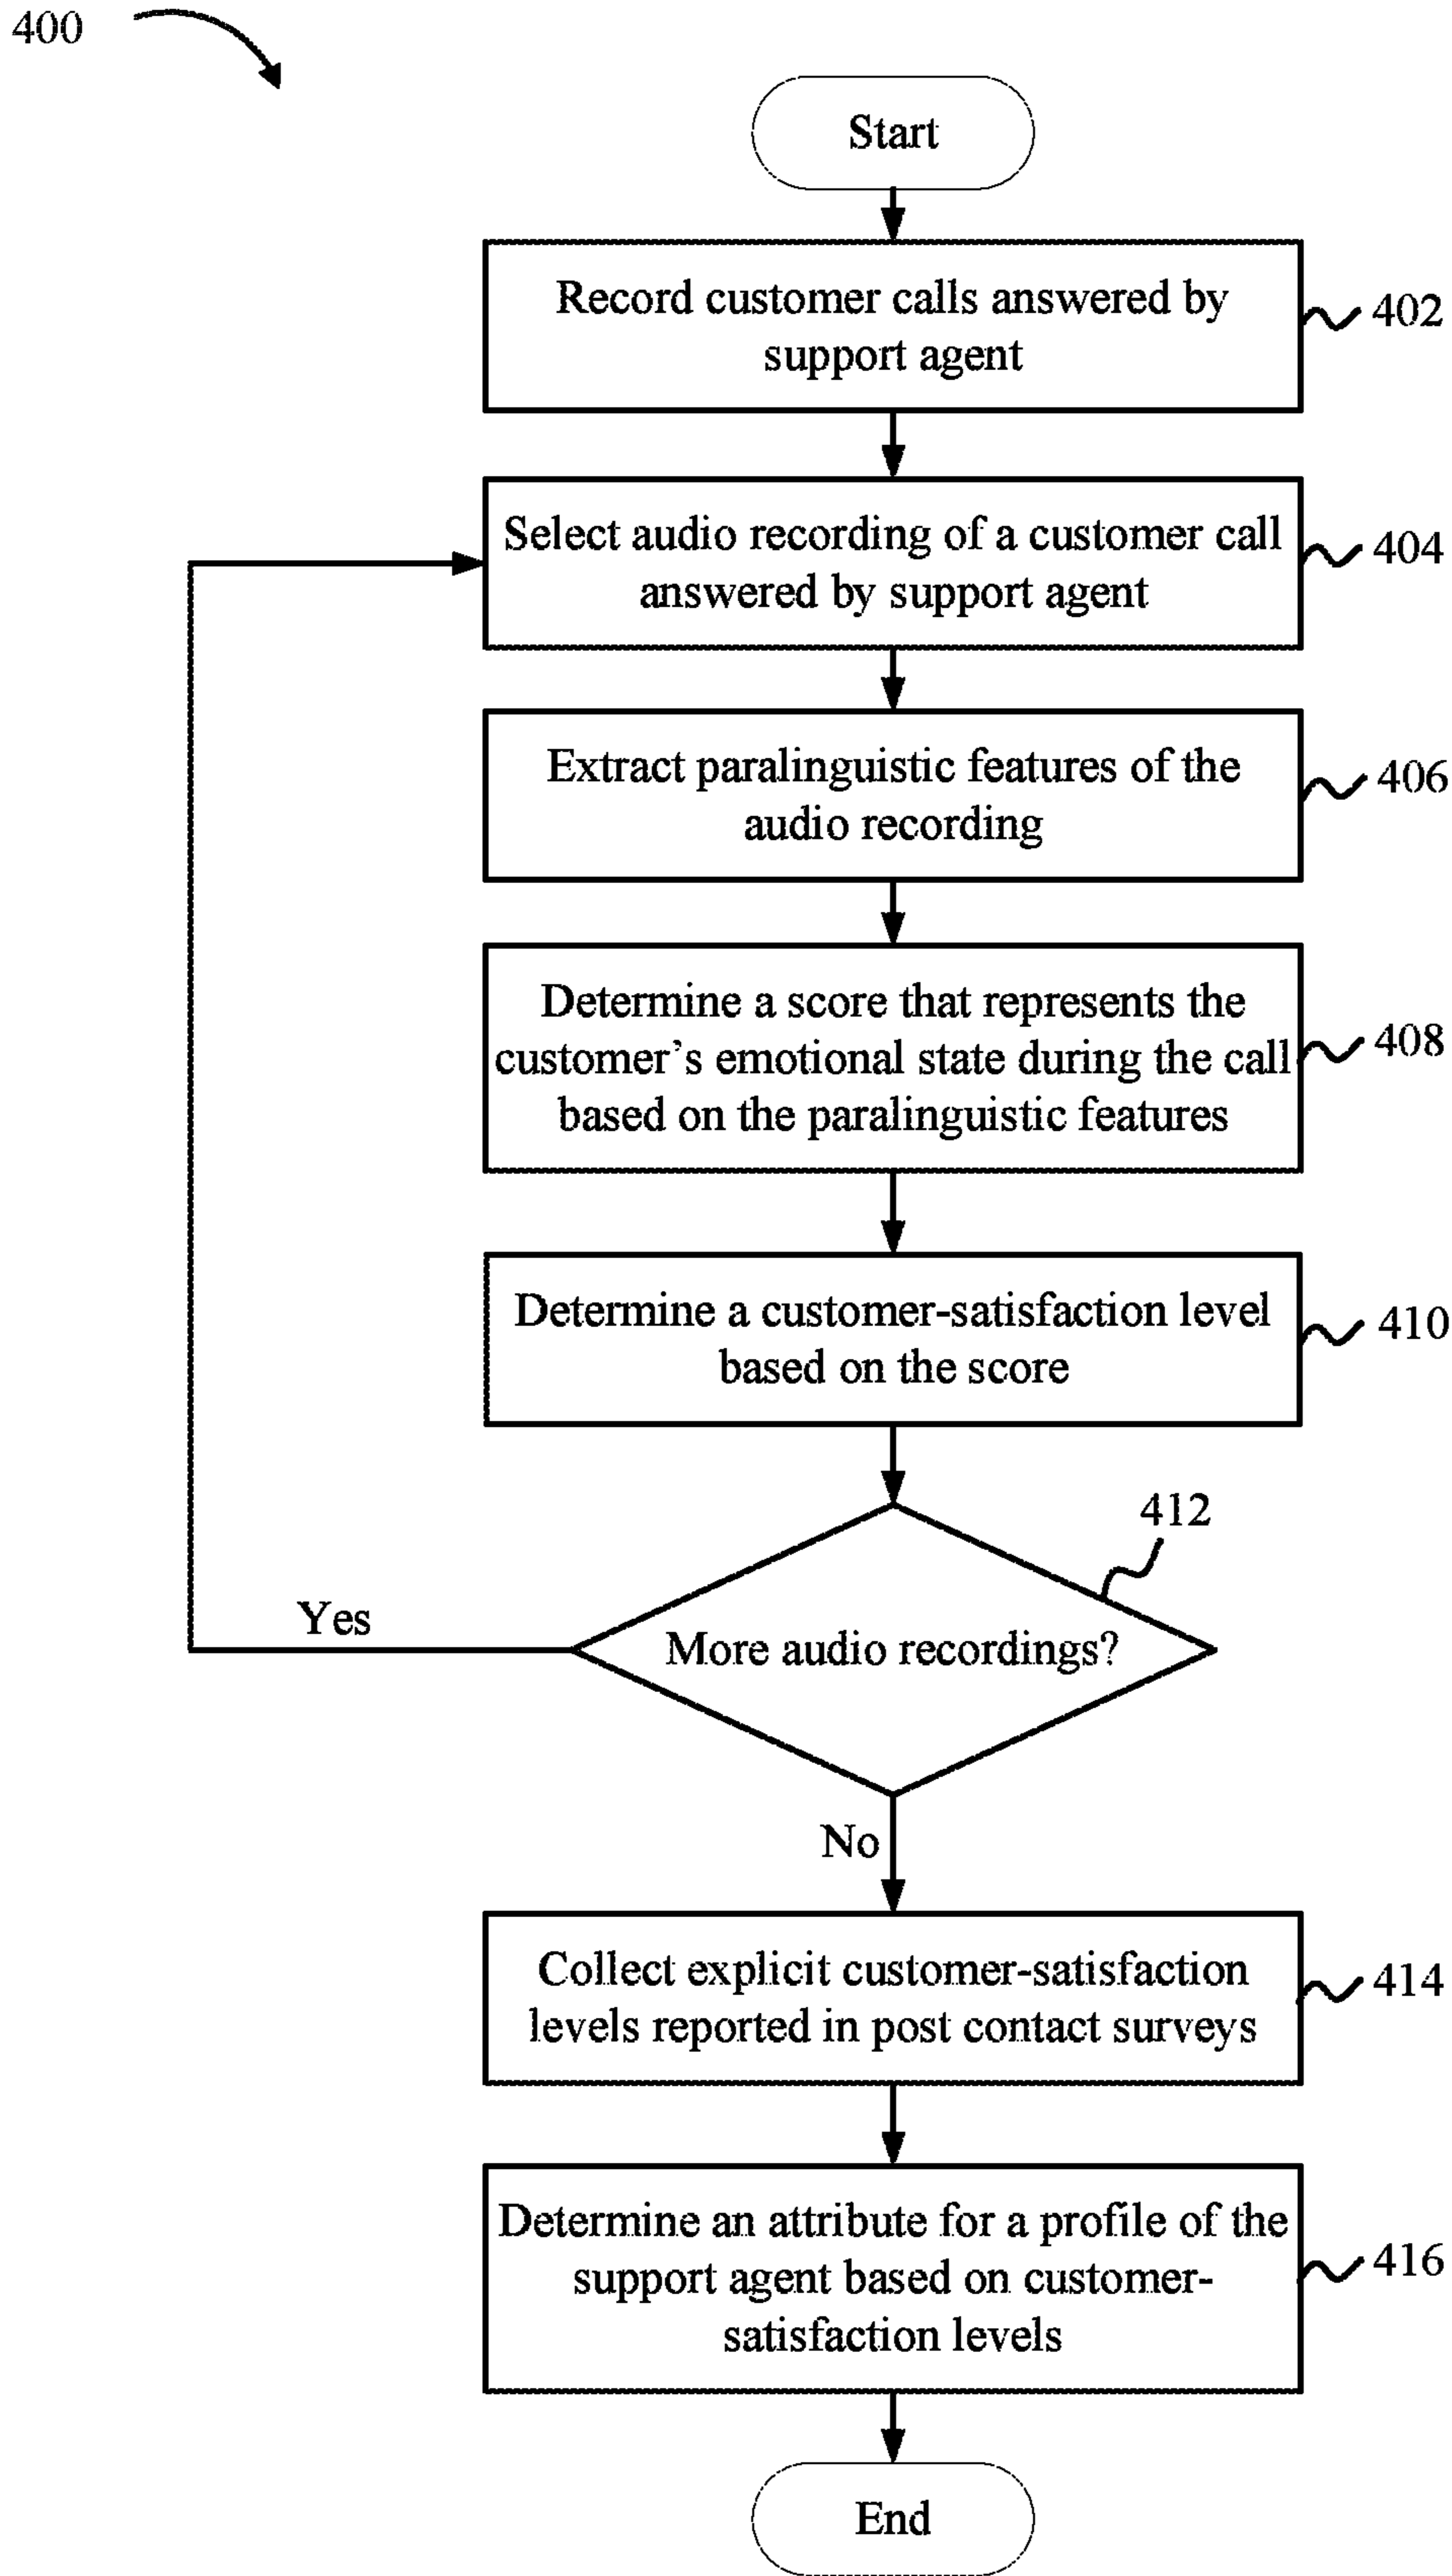 400
Start
Record customer calls answered by
support agent
402
Select audio recording of a customer call
answered by support agent
404
Extract paralinguistic features of the
audio recording
406
Determine a score that represents the
customer's emotional state during the call
based on the paralinguistic features
408
Determine a customer-satisfaction level
based on the score
410
412
Yes
More audio recordings?
No
Collect explicit customer-satisfaction
levels reported in post contact surveys
414
Determine an attribute for a profile of the
support agent based on customer-
satisfaction levels
416
End